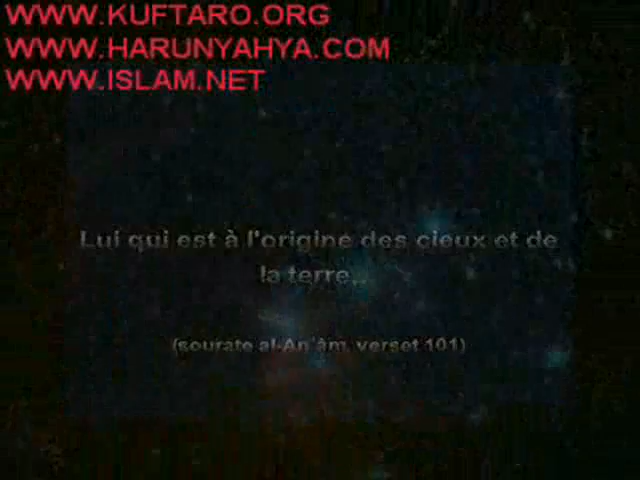 WWW.KUFTARO.ORG
WWW.HARUNYAHYA.COM
WWW.ISLAM.NET
Lui qui est à l'origine des cieux et de
la terre...
(sourate al-An'âm, verset 101)